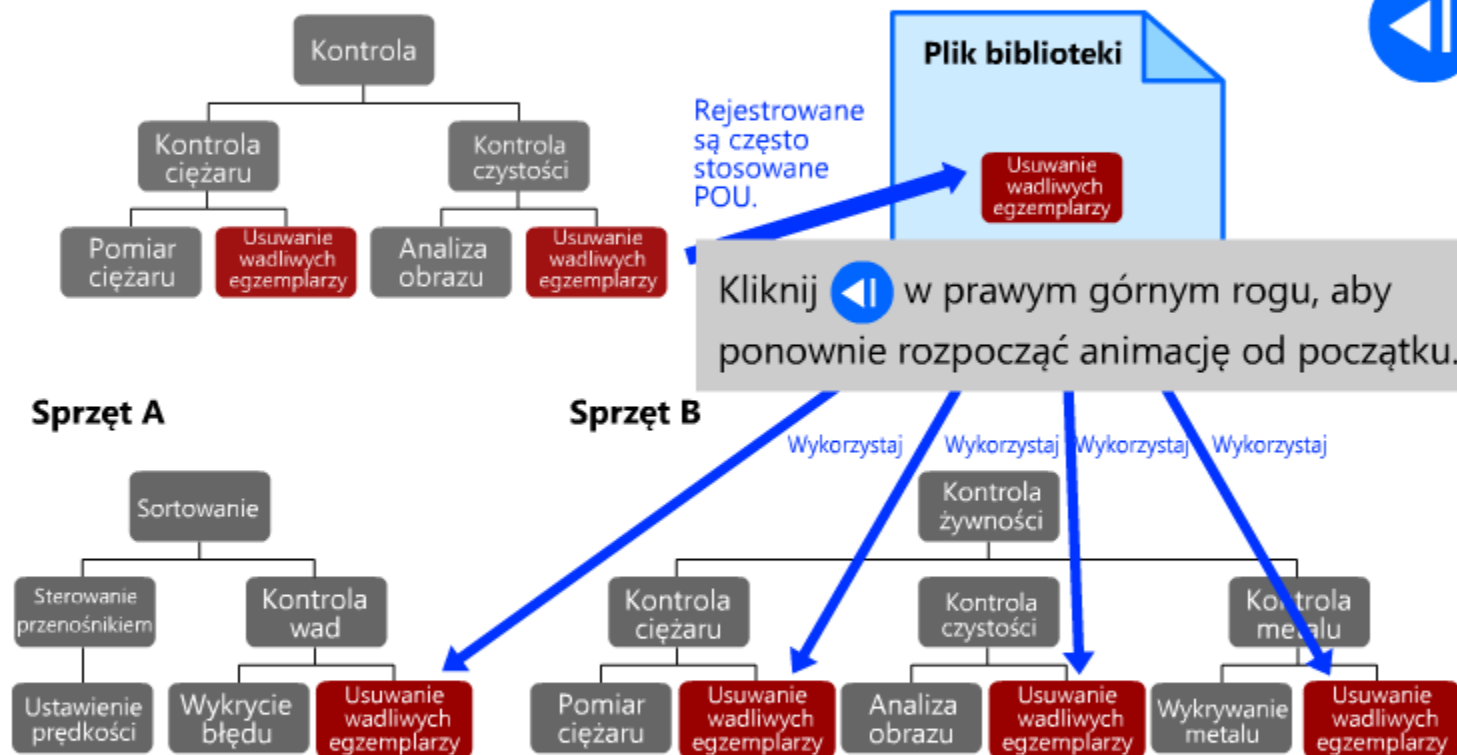 Kontrola
Kontrola
ciężaru
Kontrola
czystości
Pomiar
ciężaru
Usuwanie
wadliwych
egzemplarzy
Analiza
obrazu
Usuwanie
wadliwych
egzemplarzy
Rejestrowane
są często
stosowane
POU.
Plik biblioteki
Usuwanie
wadliwych
egzemplarzy
Kliknij w prawym górnym rogu, aby
ponownie rozpocząć animację od początku.
Sprzęt A
Sprzęt B
Wykorzystaj
Wykorzystaj
Wykorzystaj
Wykorzystaj
Sortowanie
Sterowanie
przenośnikiem
Kontrola
wad
Ustawienie
prędkości
Wykrycie
błędu
Usuwanie
wadliwych
egzemplarzy
Kontrola
żywności
Kontrola
ciężaru
Kontrola
czystości
Kontrola
metalu
Pomiar
ciężaru
Usuwanie
wadliwych
egzemplarzy
Analiza
obrazu
Usuwanie
wadliwych
egzemplarzy
Wykrywanie
metalu
Usuwanie
wadliwych
egzemplarzy